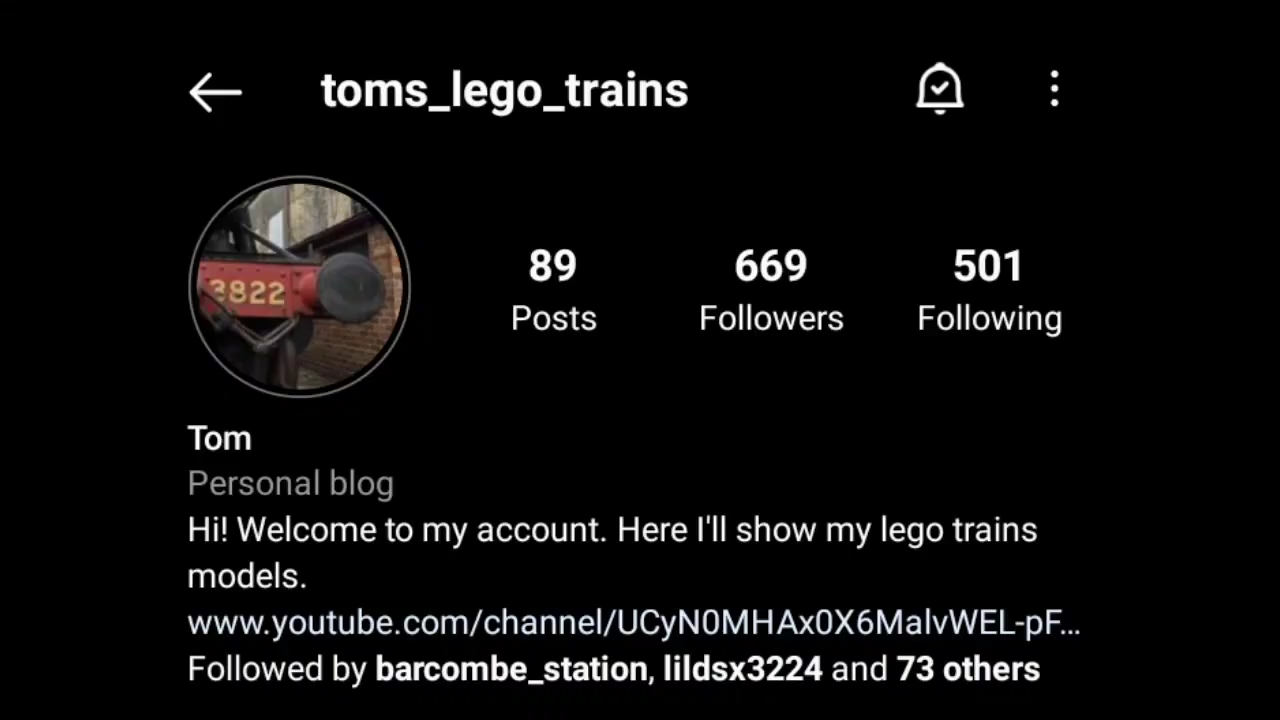 toms_lego_trains
3822
89 669 501
Posts Followers Following
Tom
Personal blog
Hi! Welcome to my account. Here I'll show my lego trains
models.
www.youtube.com/channel/UCyN0MHAx0X6MalvWEL-pF...
Followed by barcombe_station, lildsx3224 and 73 others